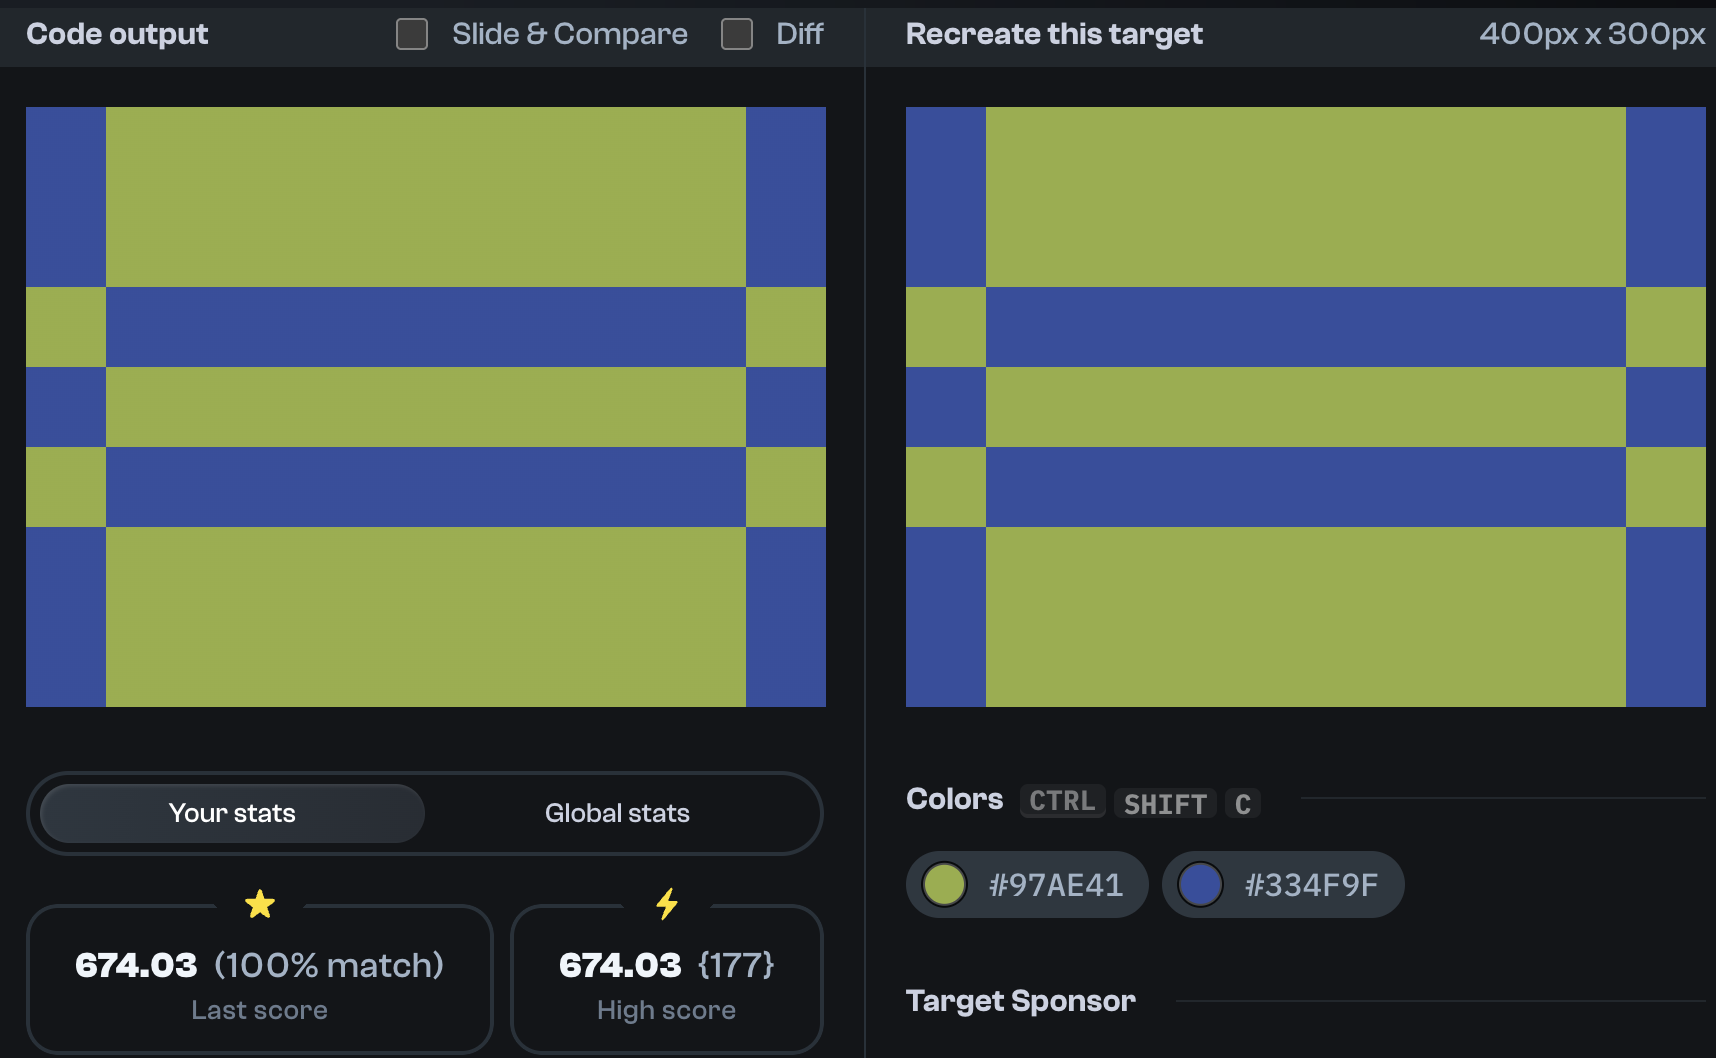 Code output
Slide & Compare
Diff
Recreate this target
400px x 300px
Your stats
Global stats
674.03 (100% match)
Last score
674.03 {177}
High score
Colors CTRL SHIFT C
#97AE41
#334F9F
Target Sponsor